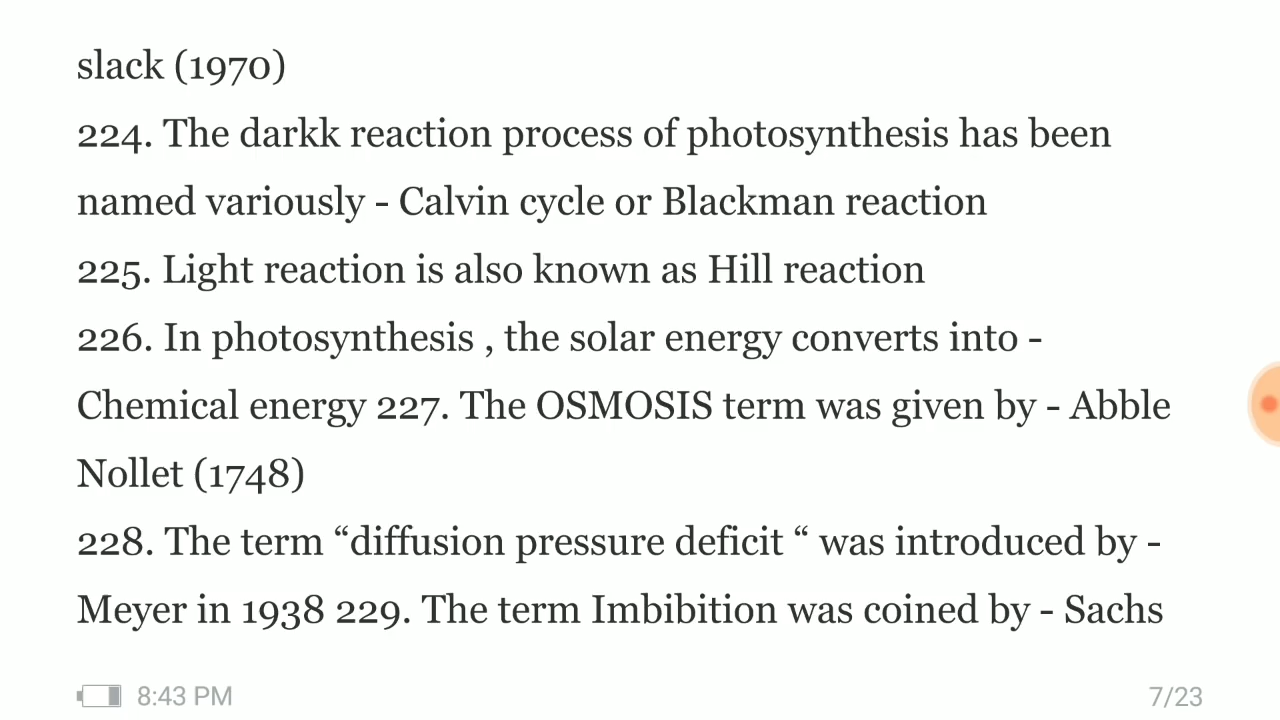 slack (1970)
224. The darkk reaction process of photosynthesis has been
named variously - Calvin cycle or Blackman reaction
225. Light reaction is also known as Hill reaction
226. In photosynthesis , the solar energy converts into -
Chemical energy 227. The OSMOSIS term was given by - Abble
Nollet (1748)
228. The term “diffusion pressure deficit “ was introduced by -
Meyer in 1938 229. The term Imbibition was coined by - Sachs
8:43 PM
7/23